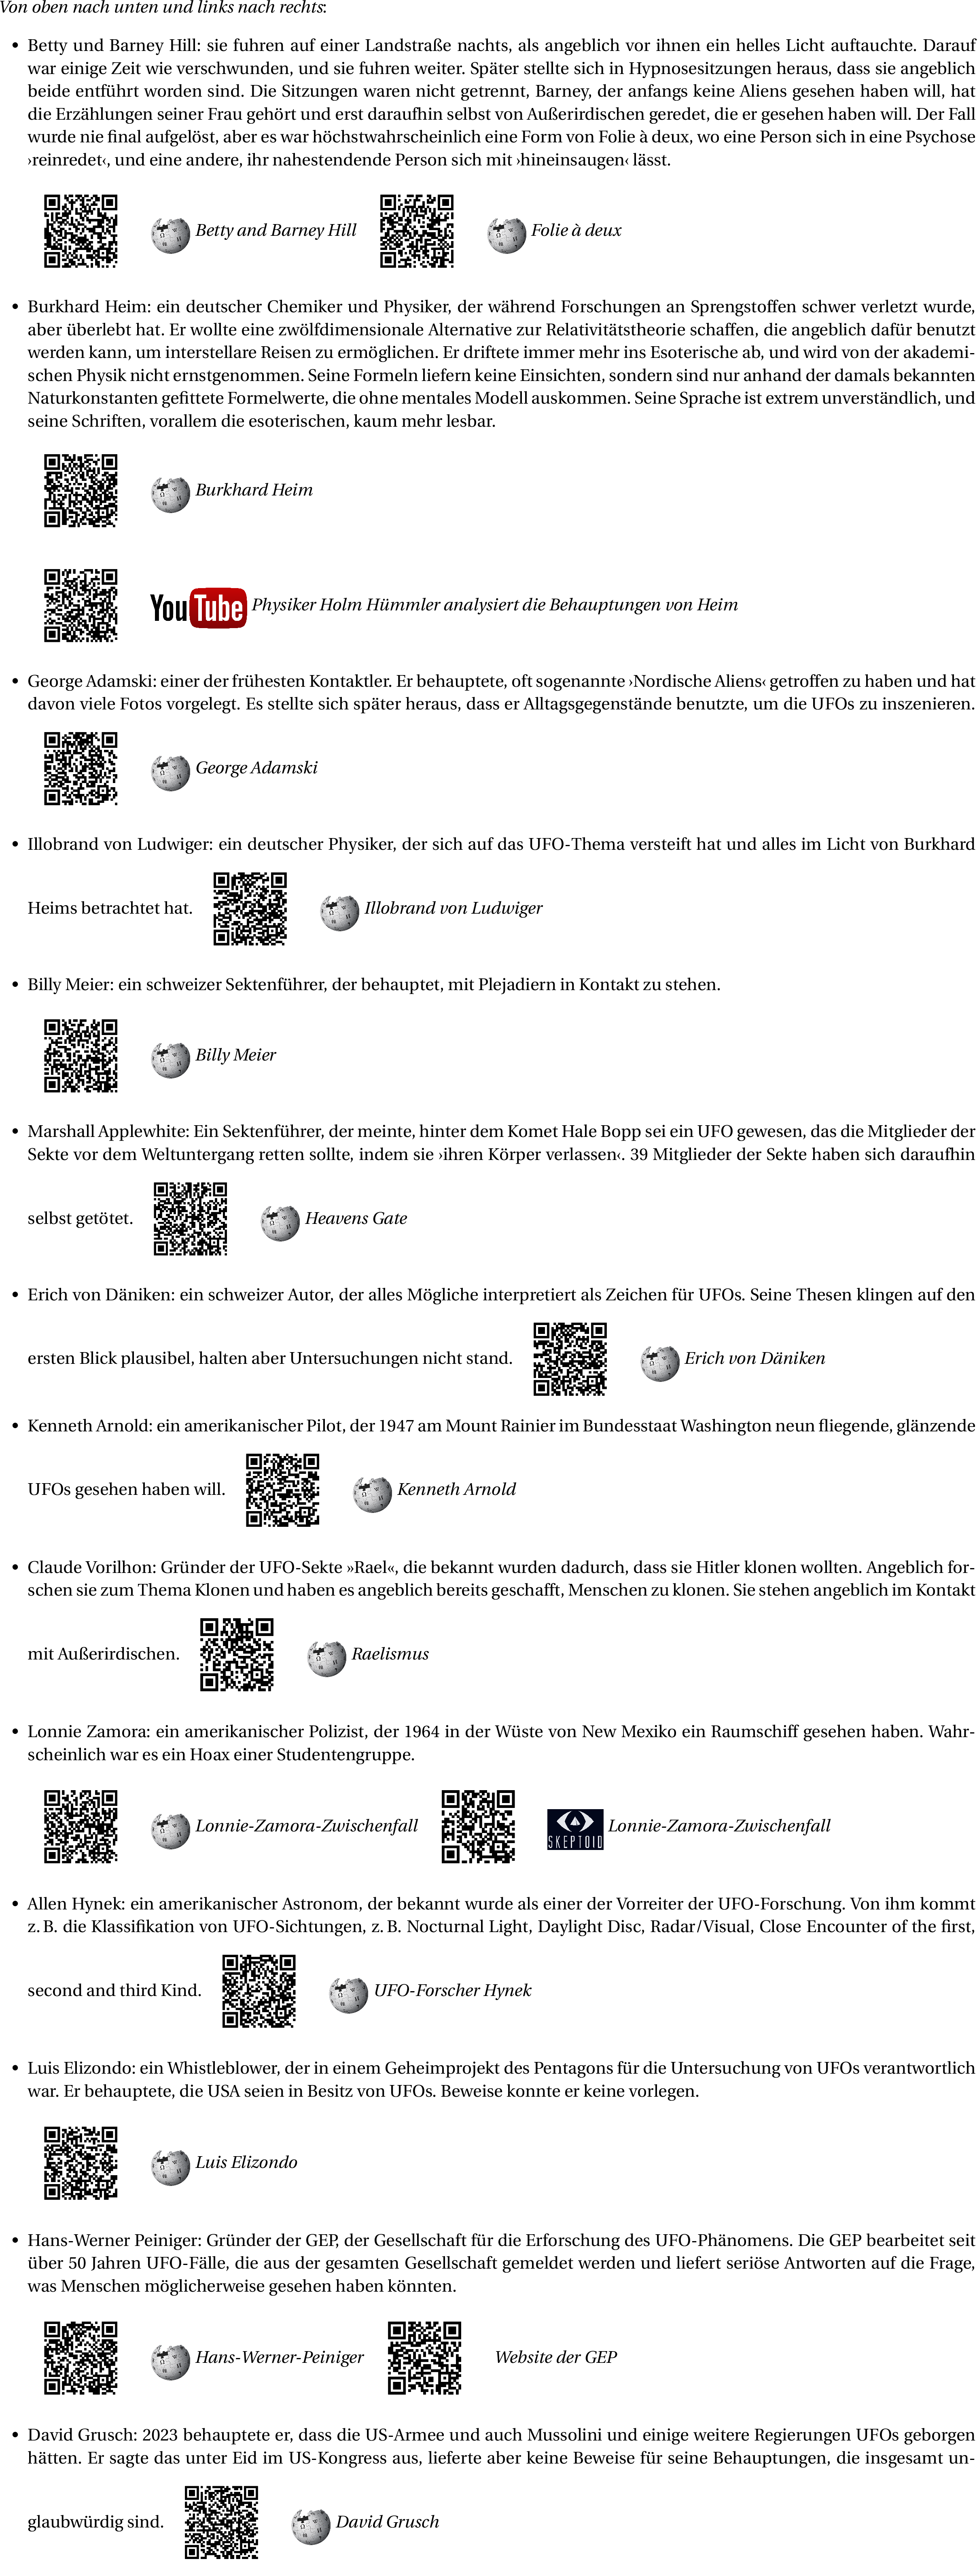 Von oben nach unten und links nach rechts:
• Betty und Barney Hill: sie fuhren auf einer Landstraße nachts, als angeblich vor ihnen ein helles Licht auftauchte. Darauf
war einige Zeit wie verschwunden, und sie fuhren weiter. Später stellte sich in Hypnosesitzungen heraus, dass sie angeblich
beide entführt worden sind. Die Sitzungen waren nicht getrennt, Barney, der anfangs keine Aliens gesehen haben will, hat
die Erzählungen seiner Frau gehört und erst daraufhin selbst von Außerirdischen geredet, die er gesehen haben will. Der Fall
wurde nie final aufgelöst, aber es war höchstwahrscheinlich eine Form von Folie à deux, wo eine Person sich in eine Psychose
›reinredet‹, und eine andere, ihr nahestendende Person sich mit ›hineinsaugen‹ lässt.
Betty and Barney Hill Folie à deux
• Burkhard Heim: ein deutscher Chemiker und Physiker, der während Forschungen an Sprengstoffen schwer verletzt wurde,
aber überlebt hat. Er wollte eine zwölfdimensionale Alternative zur Relativitätstheorie schaffen, die angeblich dafür benutzt
werden kann, um interstellare Reisen zu ermöglichen. Er driftete immer mehr ins Esoterische ab, und wird von der akademi-
schen Physik nicht ernstgenommen. Seine Formeln liefern keine Einsichten, sondern sind nur anhand der damals bekannten
Naturkonstanten gefittete Formelwerte, die ohne mentales Modell auskommen. Seine Sprache ist extrem unverständlich, und
seine Schriften, vorallem die esoterischen, kaum mehr lesbar.
Burkhard Heim
YouTube Physiker Holm Hümmler analysiert die Behauptungen von Heim
• George Adamski: einer der frühesten Kontaktler. Er behauptete, oft sogenannte ›Nordische Aliens‹ getroffen zu haben und hat
davon viele Fotos vorgelegt. Es stellte sich später heraus, dass er Alltagsgegenstände benutzte, um die UFOs zu inszenieren.
George Adamski
• Illobrand von Ludwiger: ein deutscher Physiker, der sich auf das UFO-Thema versteift hat und alles im Licht von Burkhard
Heims betrachtet hat. Illobrand von Ludwiger
• Billy Meier: ein schweizer Sektenführer, der behauptet, mit Plejadiern in Kontakt zu stehen.
Billy Meier
• Marshall Applewhite: Ein Sektenführer, der meinte, hinter dem Komet Hale Bopp sei ein UFO gewesen, das die Mitglieder der
Sekte vor dem Weltuntergang retten sollte, indem sie ›ihren Körper verlassen‹. 39 Mitglieder der Sekte haben sich daraufhin
selbst getötet. Heavens Gate
• Erich von Däniken: ein schweizer Autor, der alles Mögliche interpretiert als Zeichen für UFOs. Seine Thesen klingen auf den
ersten Blick plausibel, halten aber Untersuchungen nicht stand. Erich von Däniken
• Kenneth Arnold: ein amerikanischer Pilot, der 1947 am Mount Rainier im Bundesstaat Washington neun fliegende, glänzende
UFOs gesehen haben will. Kenneth Arnold
• Claude Vorilhon: Gründer der UFO-Sekte »Rael«, die bekannt wurden dadurch, dass sie Hitler klonen wollten. Angeblich for-
schen sie zum Thema Klonen und haben es angeblich bereits geschafft, Menschen zu klonen. Sie stehen angeblich im Kontakt
mit Außerirdischen. Raelismus
• Lonnie Zamora: ein amerikanischer Polizist, der 1964 in der Wüste von New Mexiko ein Raumschiff gesehen haben. Wahr-
scheinlich war es ein Hoax einer Studentengruppe.
Lonnie-Zamora-Zwischenfall SKEPTOID Lonnie-Zamora-Zwischenfall
• Allen Hynek: ein amerikanischer Astronom, der bekannt wurde als einer der Vorreiter der UFO-Forschung. Von ihm kommt
z. B. die Klassifikation von UFO-Sichtungen, z. B. Nocturnal Light, Daylight Disc, Radar/Visual, Close Encounter of the first,
second and third Kind. UFO-Forscher Hynek
• Luis Elizondo: ein Whistleblower, der in einem Geheimprojekt des Pentagons für die Untersuchung von UFOs verantwortlich
war. Er behauptete, die USA seien in Besitz von UFOs. Beweise konnte er keine vorlegen.
Luis Elizondo
• Hans-Werner Peiniger: Gründer der GEP, der Gesellschaft für die Erforschung des UFO-Phänomens. Die GEP bearbeitet seit
über 50 Jahren UFO-Fälle, die aus der gesamten Gesellschaft gemeldet werden und liefert seriöse Antworten auf die Frage,
was Menschen möglicherweise gesehen haben könnten.
Hans-Werner-Peiniger Website der GEP
• David Grusch: 2023 behauptete er, dass die US-Armee und auch Mussolini und einige weitere Regierungen UFOs geborgen
hätten. Er sagte das unter Eid im US-Kongress aus, lieferte aber keine Beweise für seine Behauptungen, die insgesamt un-
glaubwürdig sind. David Grusch